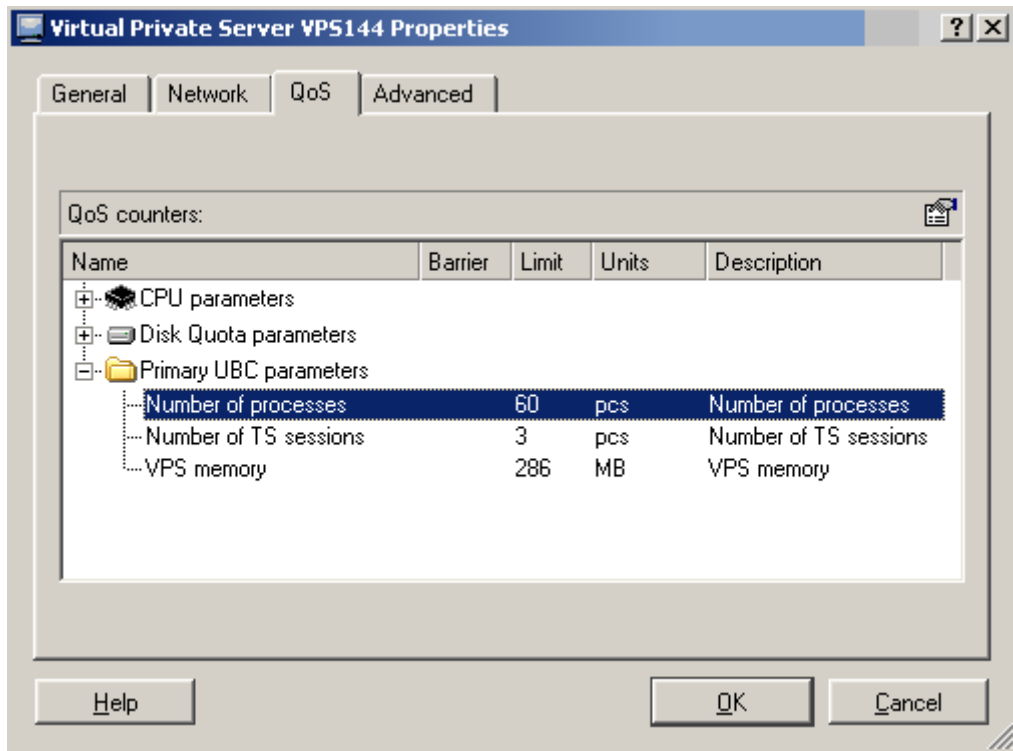 Virtual Private Server VPS144 Properties
General Network QoS Advanced
QoS counters:
Name Barrier Limit Units Description
CPU parameters
Disk Quota parameters
Primary UBC parameters
Number of processes 60 pcs Number of processes
Number of TS sessions 3 pcs Number of TS sessions
VPS memory 286 MB VPS memory
Help OK Cancel